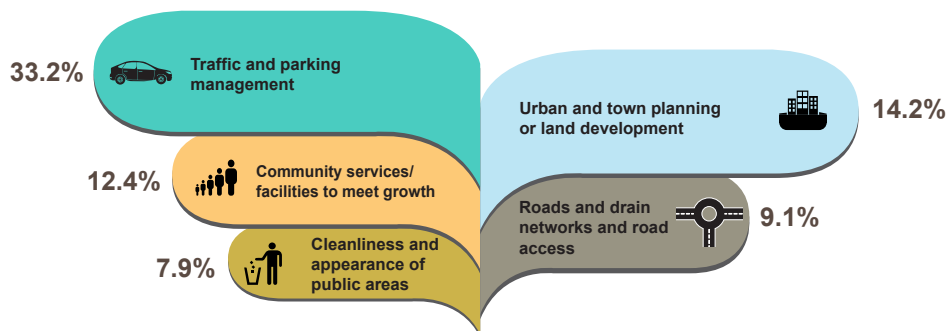 33.2%
Traffic and parking
management
Urban and town planning
or land development
14.2%
12.4%
Community services/
facilities to meet growth
Roads and drain
networks and road
access
9.1%
7.9%
Cleanliness and
appearance of
public areas